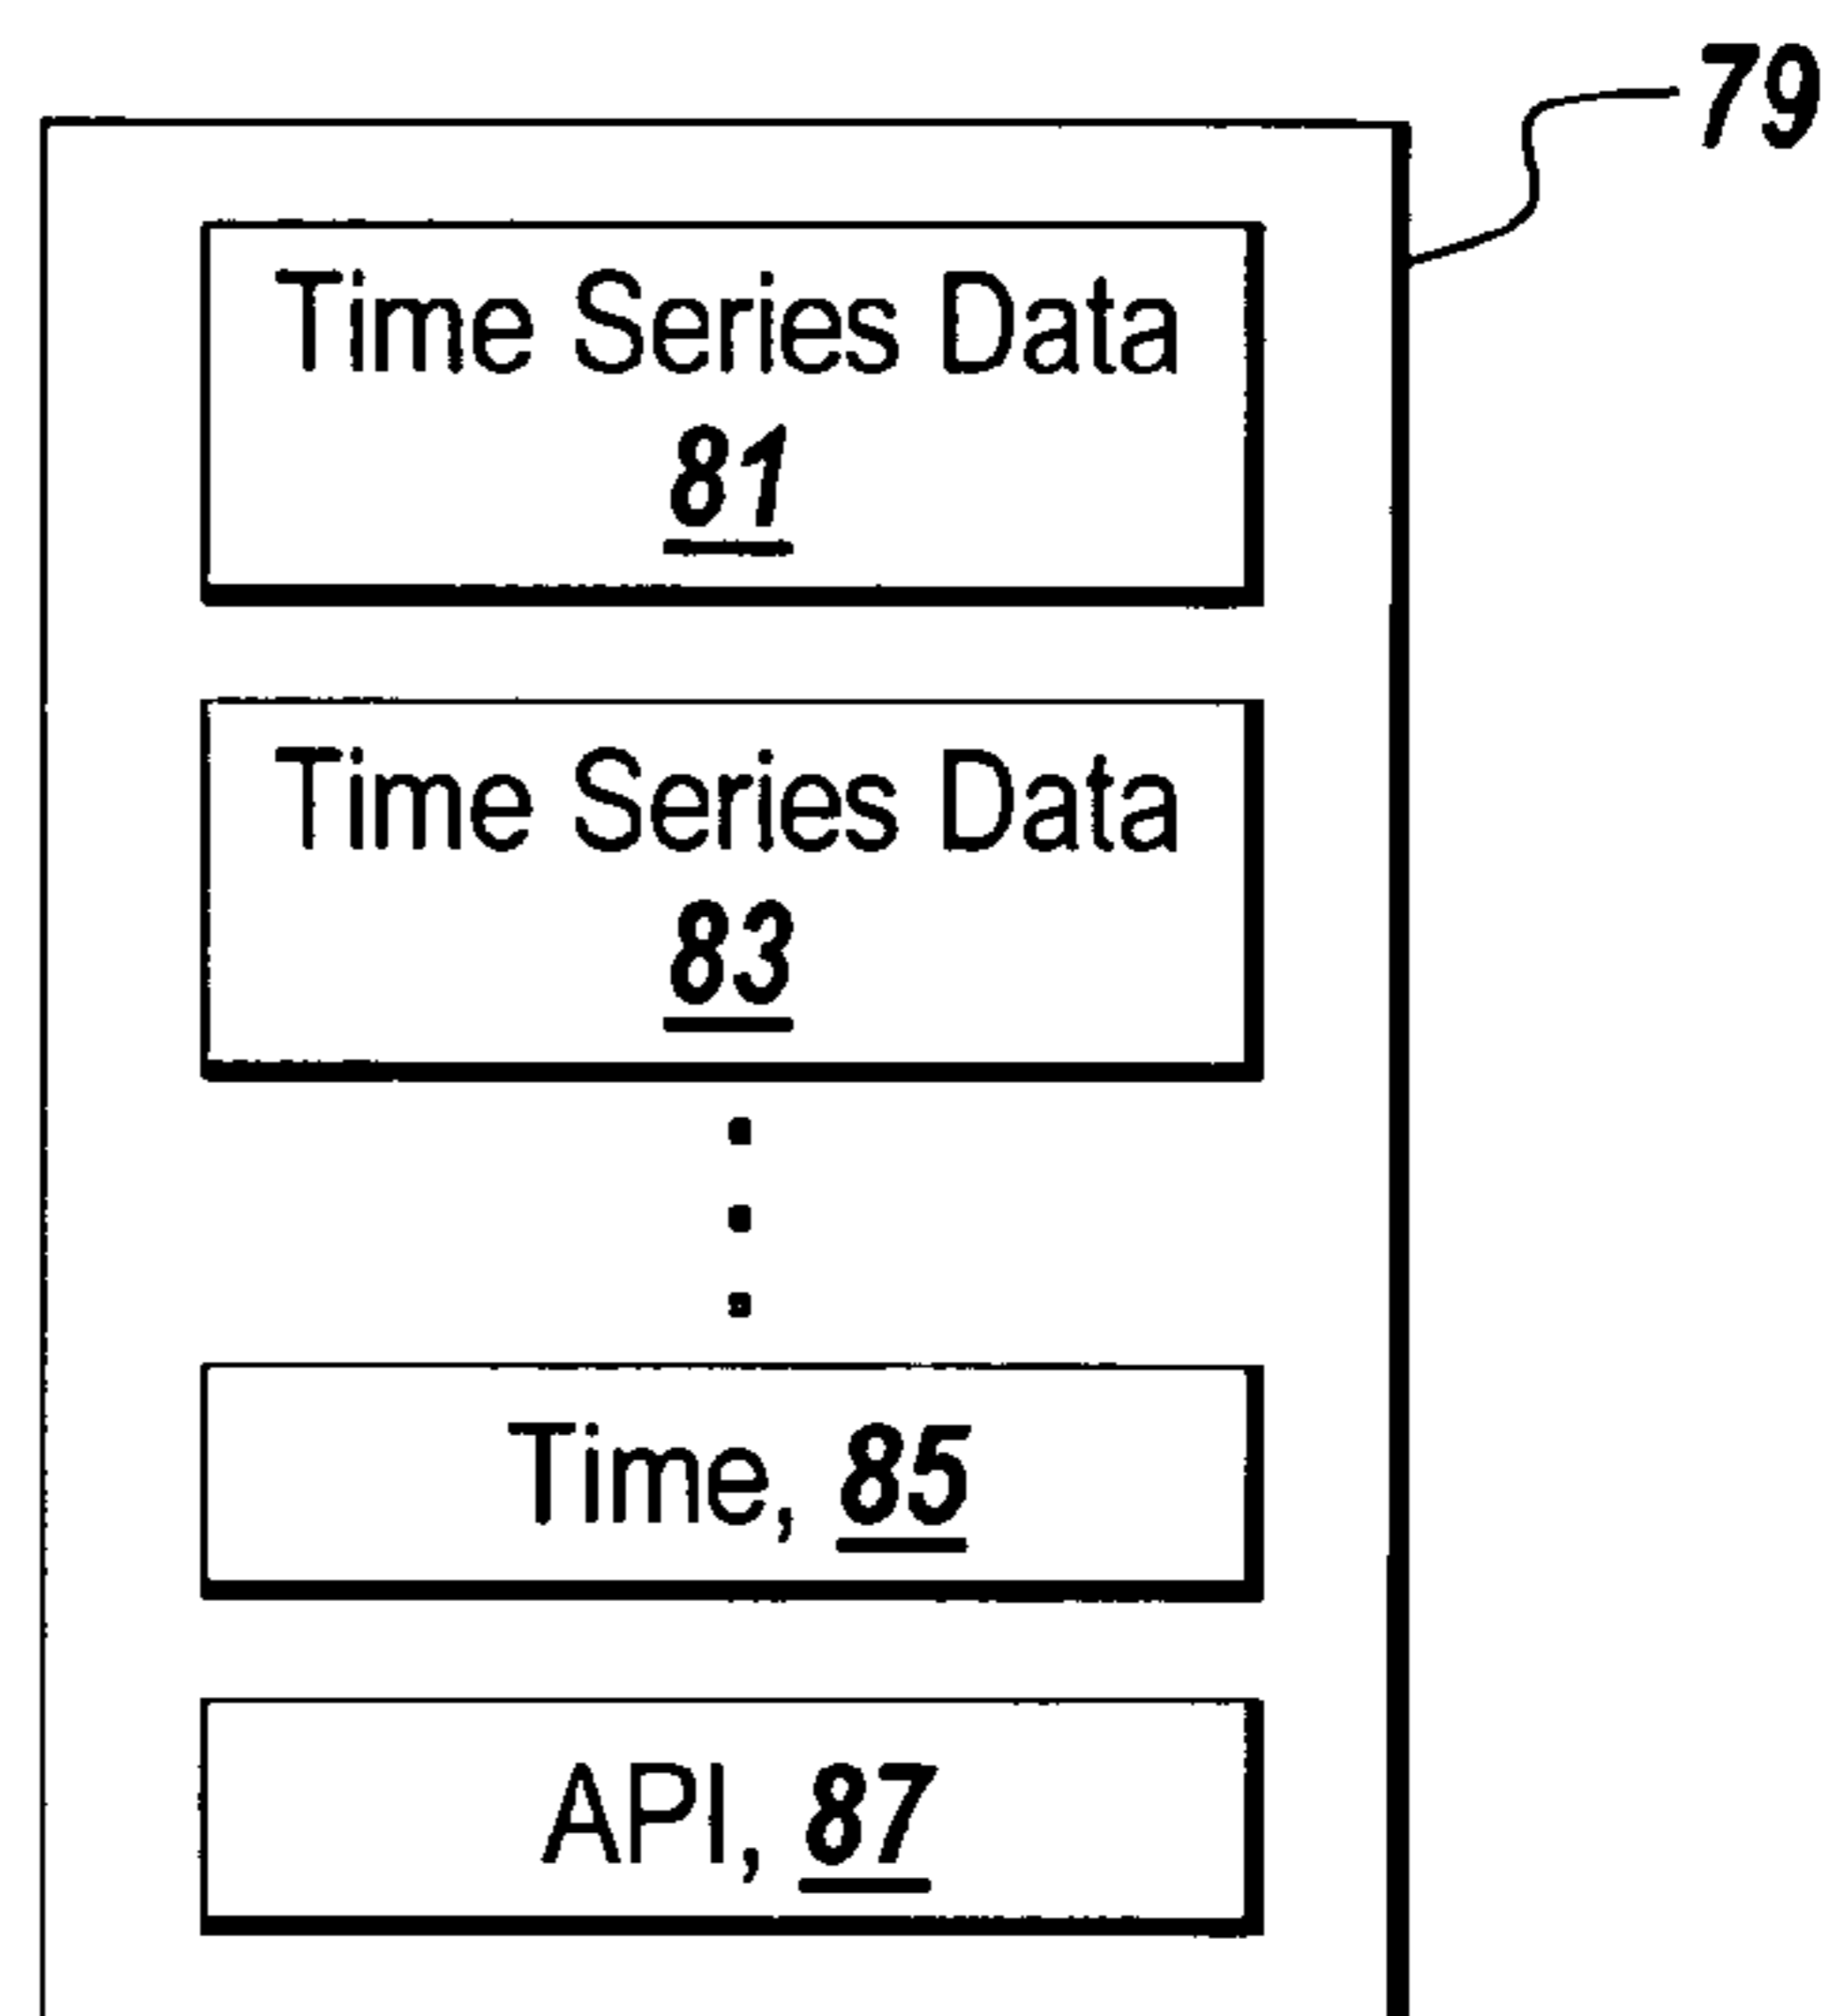 79
Time Series Data
81
Time Series Data
83
Time, 85
API, 87